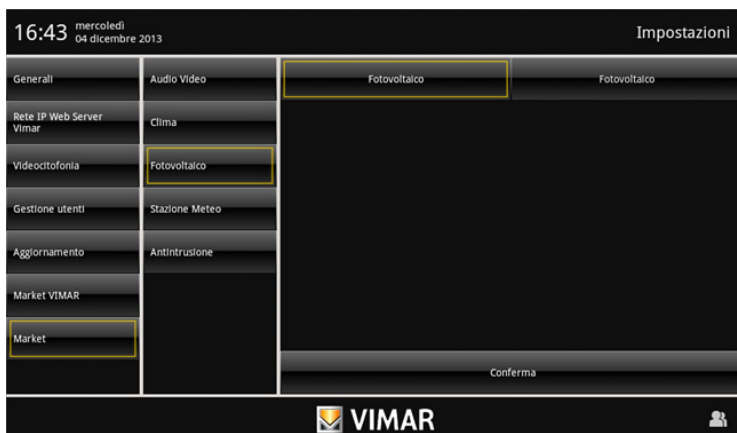 16:43 mercoledì
04 dicembre 2013
Impostazioni
Generali
Rete IP Web Server
Vimar
Videocitofonia
Gestione utenti
Aggiornamento
Market VIMAR
Market
Audio Video
Clima
Fotovoltaico
Stazione Meteo
Antintrusione
Fotovoltaico
Fotovoltaico
Conferma
VIMAR